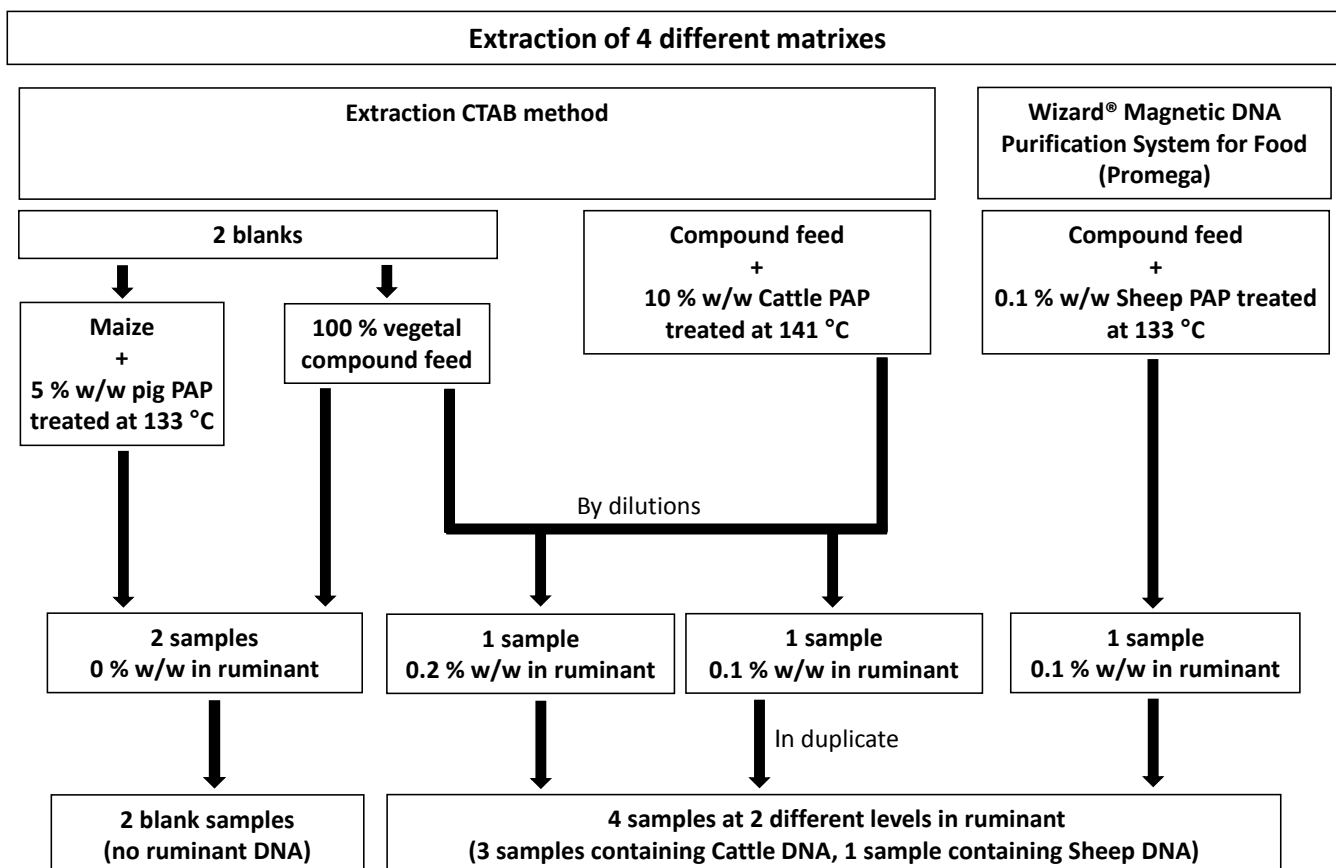 Extraction of 4 different matrixes
Extraction CTAB method
Wizard® Magnetic DNA
Purification System for Food
(Promega)
2 blanks
Compound feed
+
10 % w/w Cattle PAP
treated at 141 °C
Compound feed
+
0.1 % w/w Sheep PAP treated
at 133 °C
Maize
+
5 % w/w pig PAP
treated at 133 °C
100 % vegetal
compound feed
By dilutions
2 samples
0 % w/w in ruminant
1 sample
0.2 % w/w in ruminant
1 sample
0.1 % w/w in ruminant
1 sample
0.1 % w/w in ruminant
In duplicate
2 blank samples
(no ruminant DNA)
4 samples at 2 different levels in ruminant
(3 samples containing Cattle DNA, 1 sample containing Sheep DNA)